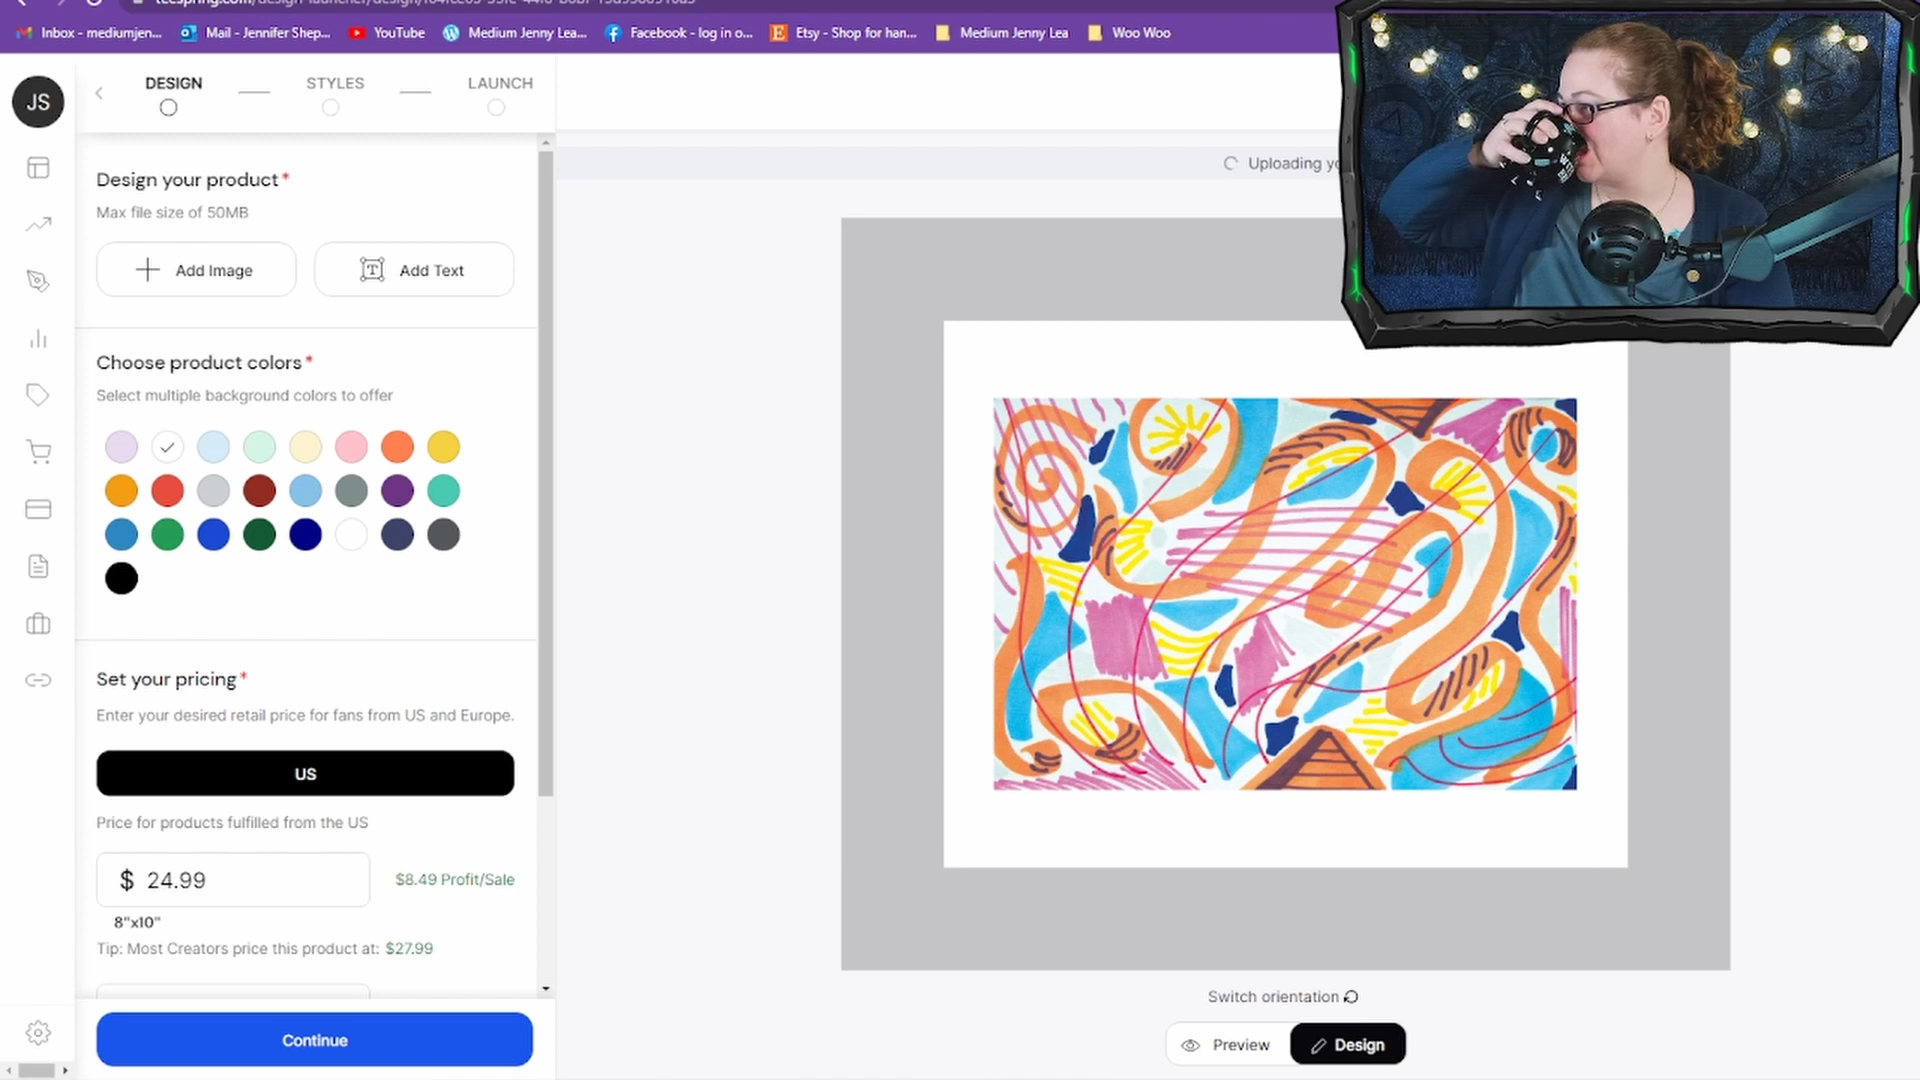 Inbox - mediumjen...
Mail - Jennifer Shep...
YouTube
Medium Jenny Lea...
Facebook - log in o...
Etsy - Shop for han...
Medium Jenny Lea
Woo Woo
JS
DESIGN
STYLES
LAUNCH
Design your product*
Max file size of 50MB
Add Image
Add Text
Choose product colors*
Select multiple background colors to offer
Set your pricing*
Enter your desired retail price for fans from US and Europe.
US
Price for products fulfilled from the US
$ 24.99
$8.49 Profit/Sale
8"x10"
Tip: Most Creators price this product at: $27.99
Continue
Uploading
Switch orientation
Preview
Design